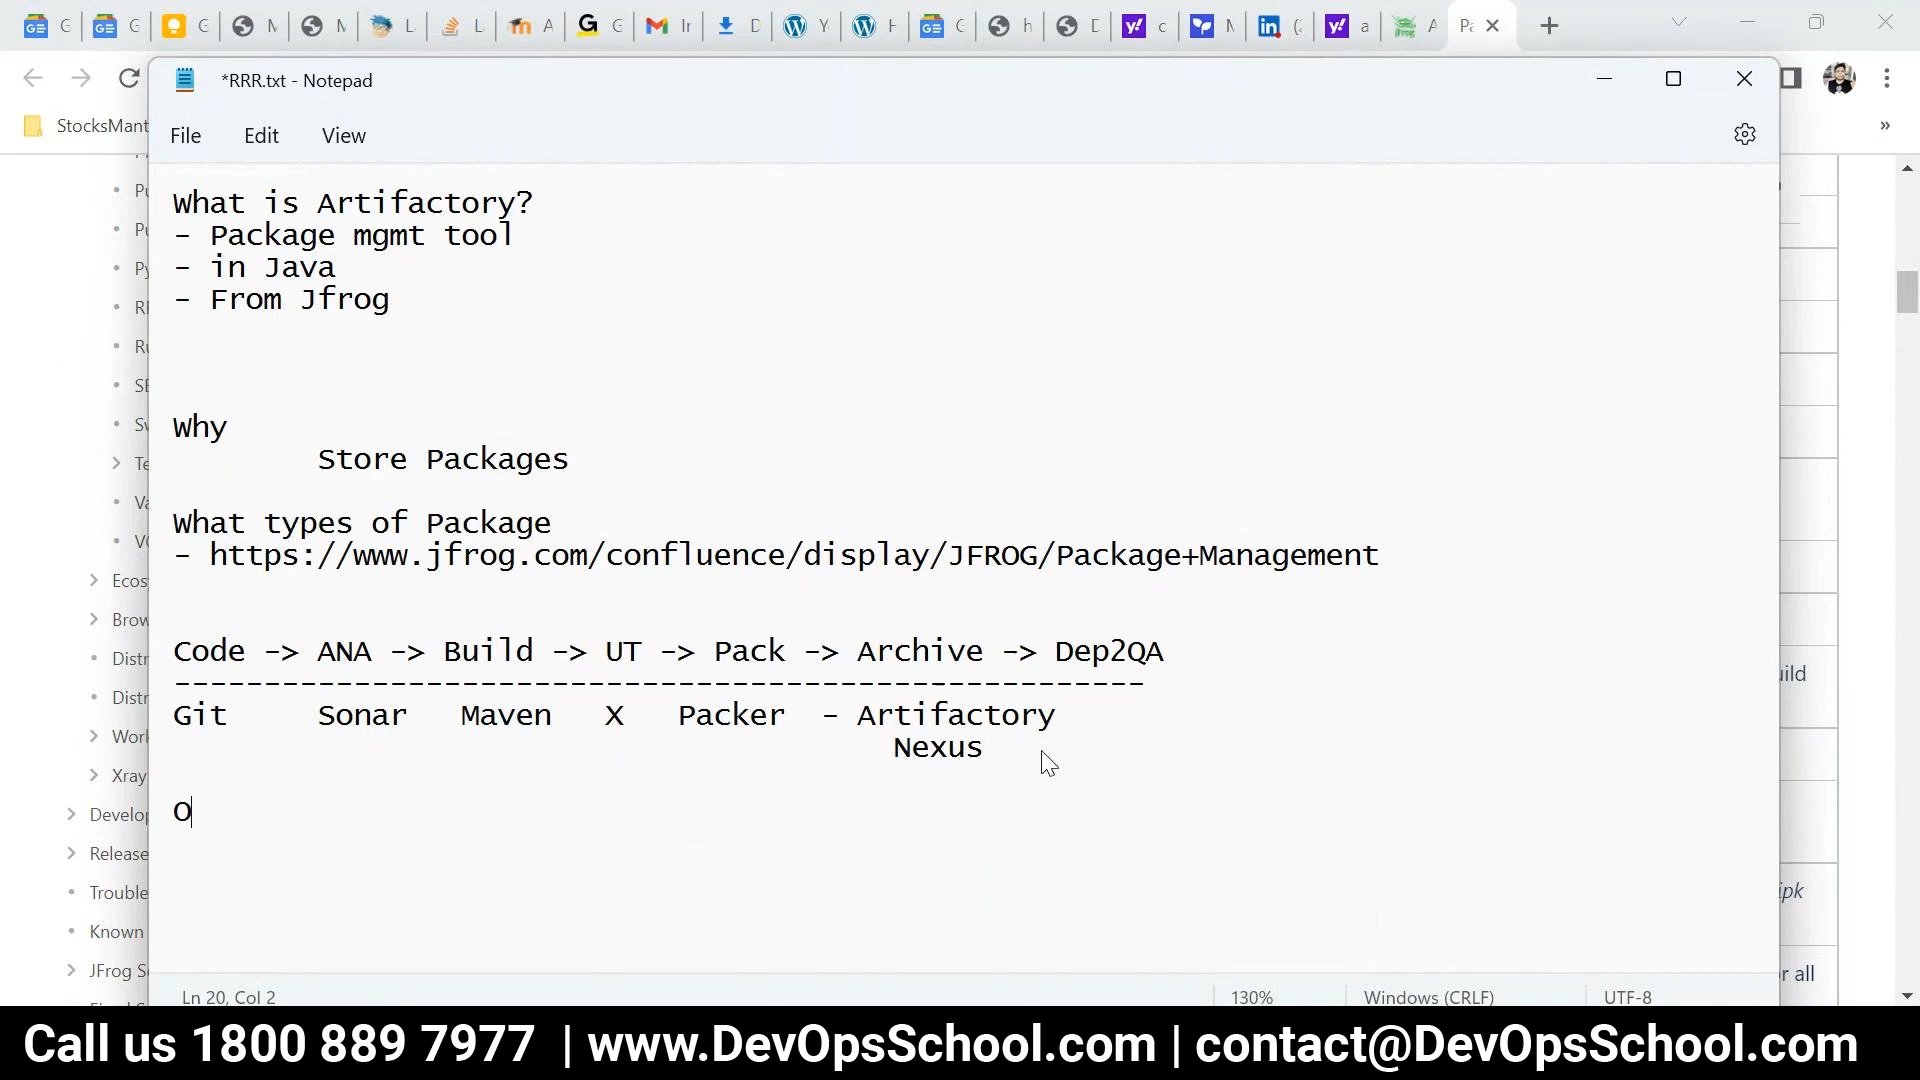 *RRR.txt - Notepad
StocksMant
File Edit View
What is Artifactory?
- Package mgmt tool
- in Java
- From Jfrog
Why
Store Packages
What types of Package
- https://www.jfrog.com/confluence/display/JFROG/Package+Management
Code -> ANA -> Build -> UT -> Pack -> Archive -> Dep2QA
------------------------------------------------------
Git Sonar Maven X Packer - Artifactory
Nexus
O
Ecos
Brow
Distr
Distr
Work
Xray
Develop
Release
Trouble
Known
JFrog S
uild
ipk
r all
Ln 20, Col 2 130% Windows (CRLF) UTF-8
Call us 1800 889 7977 | www.DevOpsSchool.com | contact@DevOpsSchool.com